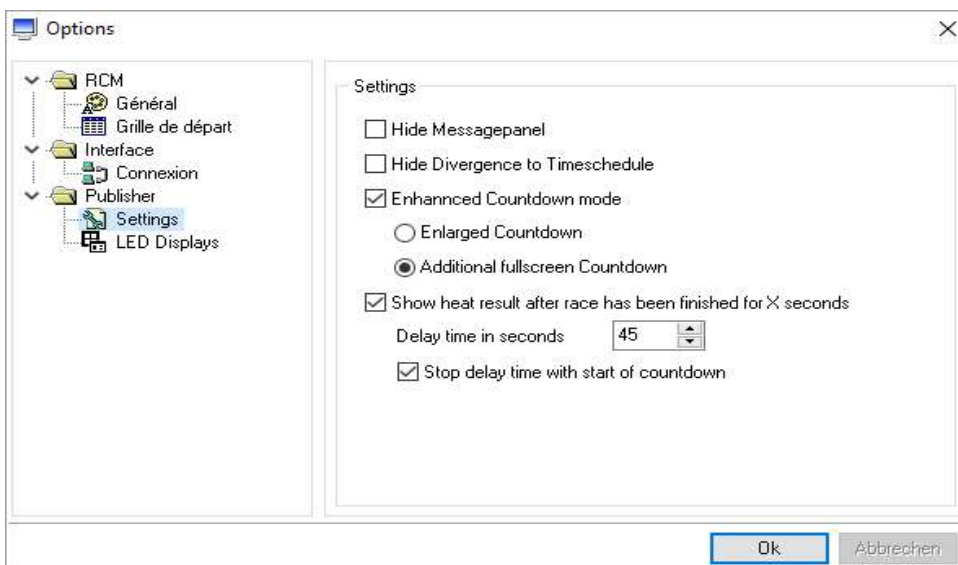 Options
RCM
Général
Grille de départ
Interface
Connexion
Publisher
Settings
LED Displays
Settings
Hide Messagepanel
Hide Divergence to Timeschedule
Enhannced Countdown mode
Enlarged Countdown
Additional fullscreen Countdown
Show heat result after race has been finished for X seconds
Delay time in seconds 45
Stop delay time with start of countdown
Ok Abbrechen